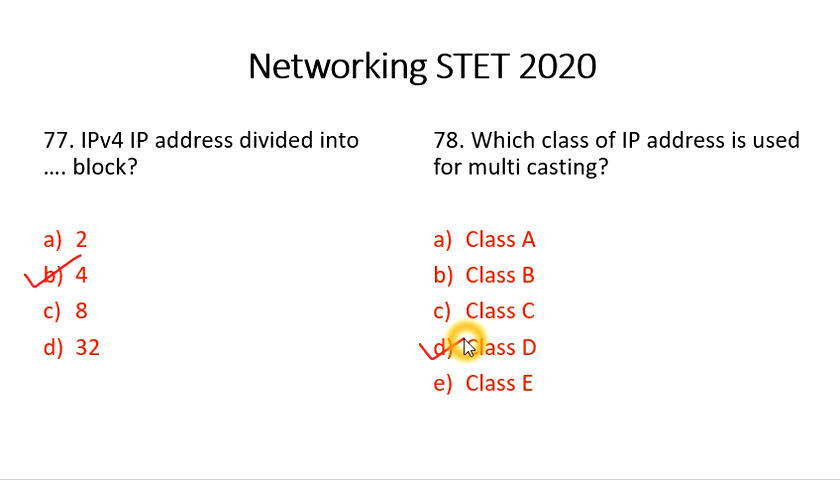 Networking STET 2020
77. IPv4 IP address divided into
.... block?
a) 2
b) 4
c) 8
d) 32
78. Which class of IP address is used
for multi casting?
a) Class A
b) Class B
c) Class C
d) Class D
e) Class E